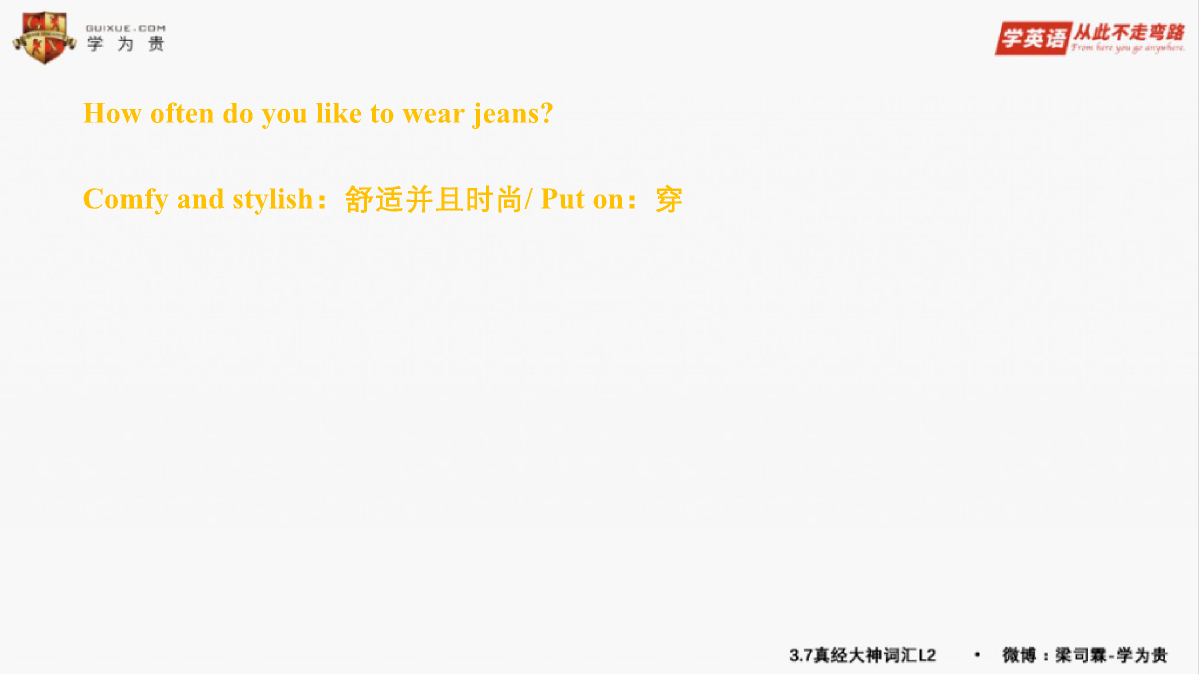 GUIXUE.COM
学为贵
学英语 从此不走弯路
From here you go anywhere.
How often do you like to wear jeans?
Comfy and stylish：舒适并且时尚/ Put on：穿
3.7真经大神词汇L2 • 微博：梁司霖-学为贵